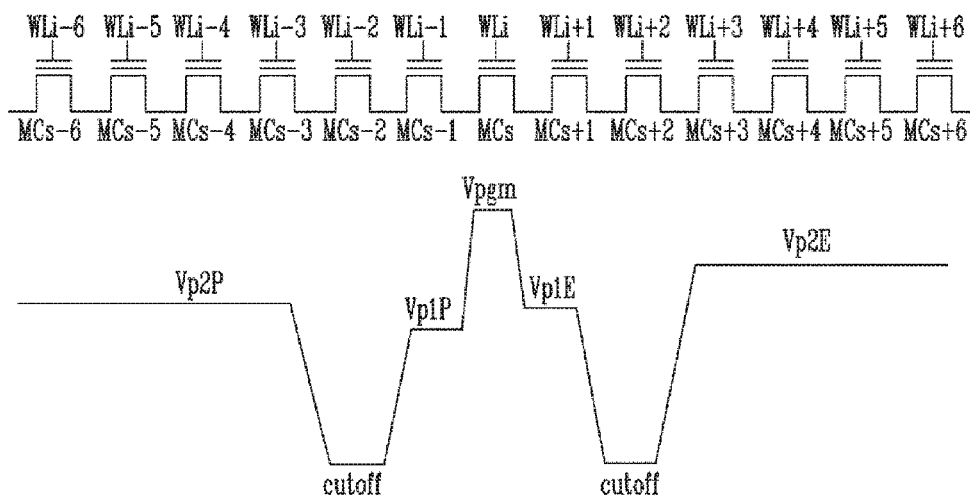 WLi-6 WLi-5 WLi-4 WLi-3 WLi-2 WLi-1 WLi WLi+1 WLi+2 WLi+3 WLi+4 WLi+5 WLi+6
MCs-6 MCs-5 MCs-4 MCs-3 MCs-2 MCs-1 MCs MCs+1 MCs+2 MCs+3 MCs+4 MCs+5 MCs+6
Vpgm
Vp2E
Vp2P
Vp1P
Vp1E
cutoff
cutoff